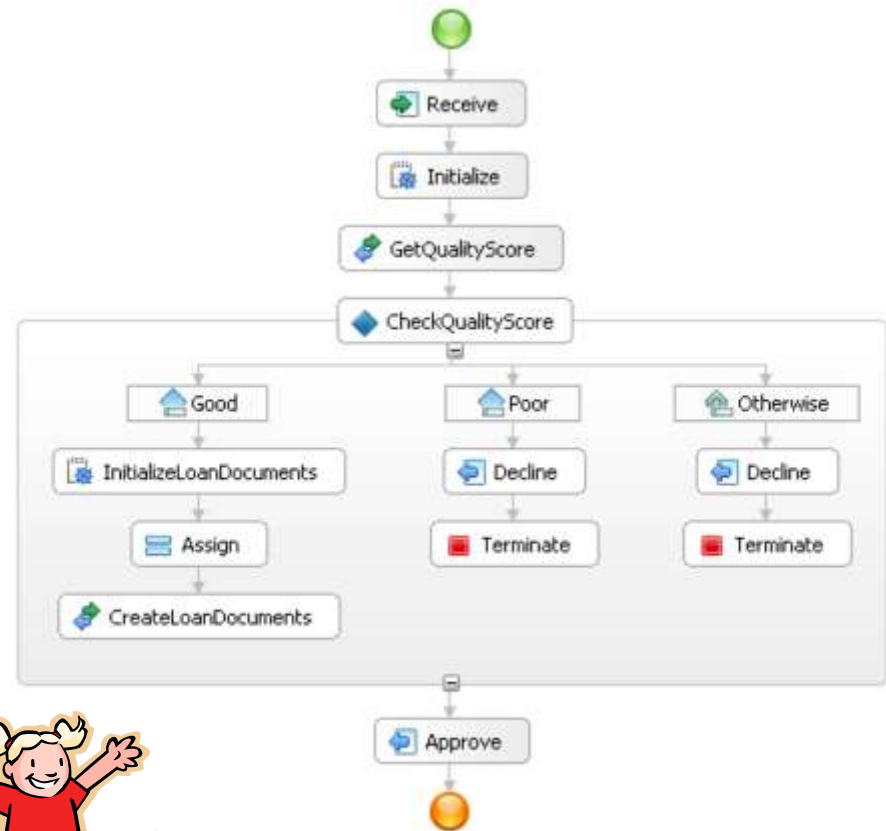 Receive
Initialize
GetQualityScore
CheckQualityScore
Good
Poor
Otherwise
InitializeLoanDocuments
Decline
Decline
Assign
Terminate
Terminate
CreateLoanDocuments
Approve